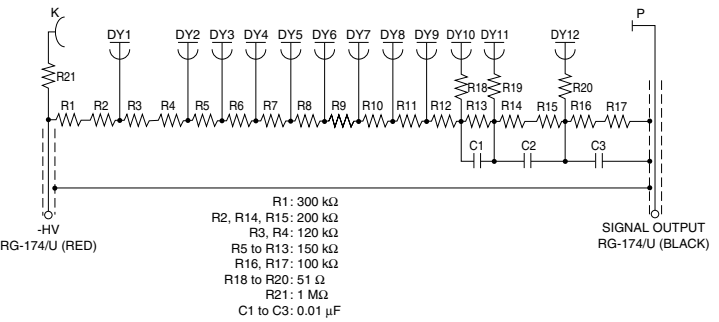 K
P
DY1 DY2 DY3 DY4 DY5 DY6 DY7 DY8 DY9 DY10 DY11 DY12
R21 R18 R19 R20
R1 R2 R3 R4 R5 R6 R7 R8 R9 R10 R11 R12 R13 R14 R15 R16 R17
C1 C2 C3
-HV
RG-174/U (RED)
SIGNAL OUTPUT
RG-174/U (BLACK)
R1: 300 kΩ
R2, R14, R15: 200 kΩ
R3, R4: 120 kΩ
R5 to R13: 150 kΩ
R16, R17: 100 kΩ
R18 to R20: 51 Ω
R21: 1 MΩ
C1 to C3: 0.01 μF